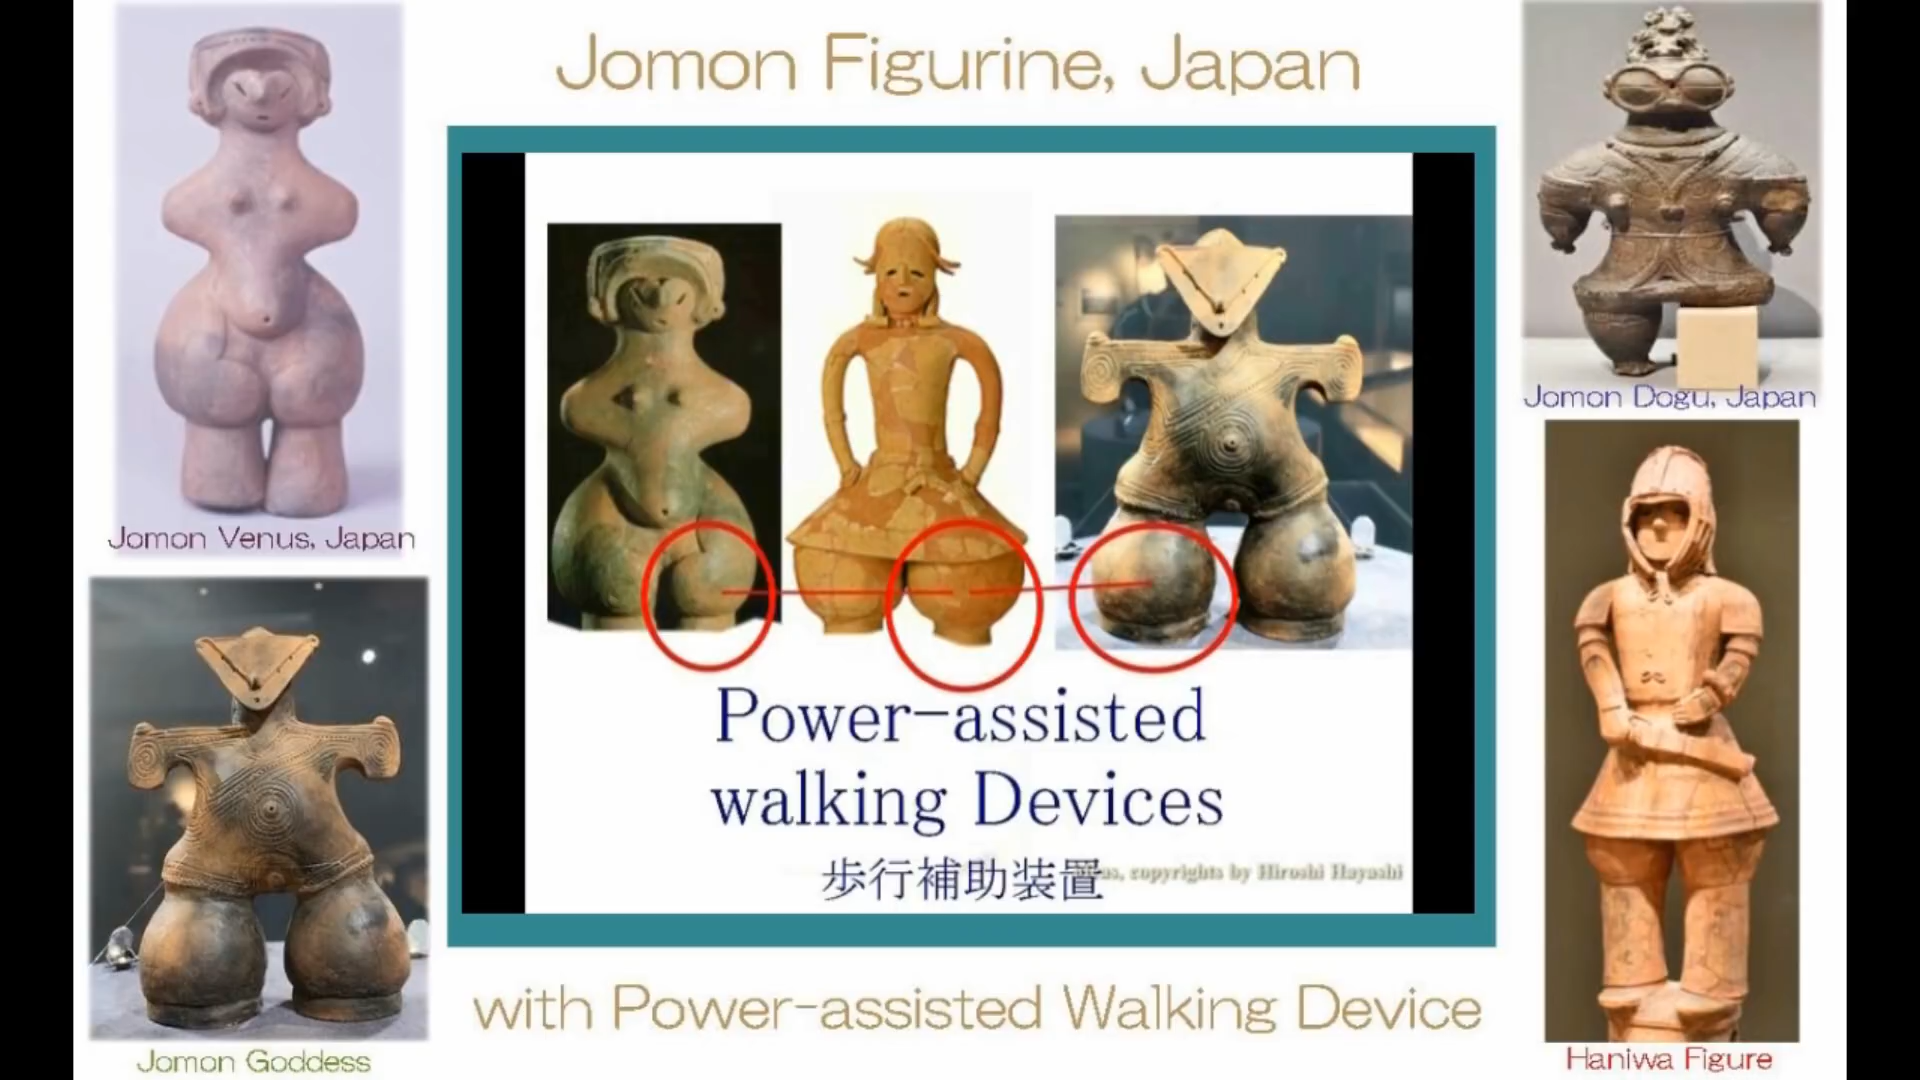 Jomon Figurine, Japan
Jomon Venus, Japan
Jomon Dogu, Japan
Power-assisted
walking Devices
歩行補助装置
copyrights by Hiroshi Hayashi
with Power-assisted Walking Device
Jomon Goddess
Haniwa Figure